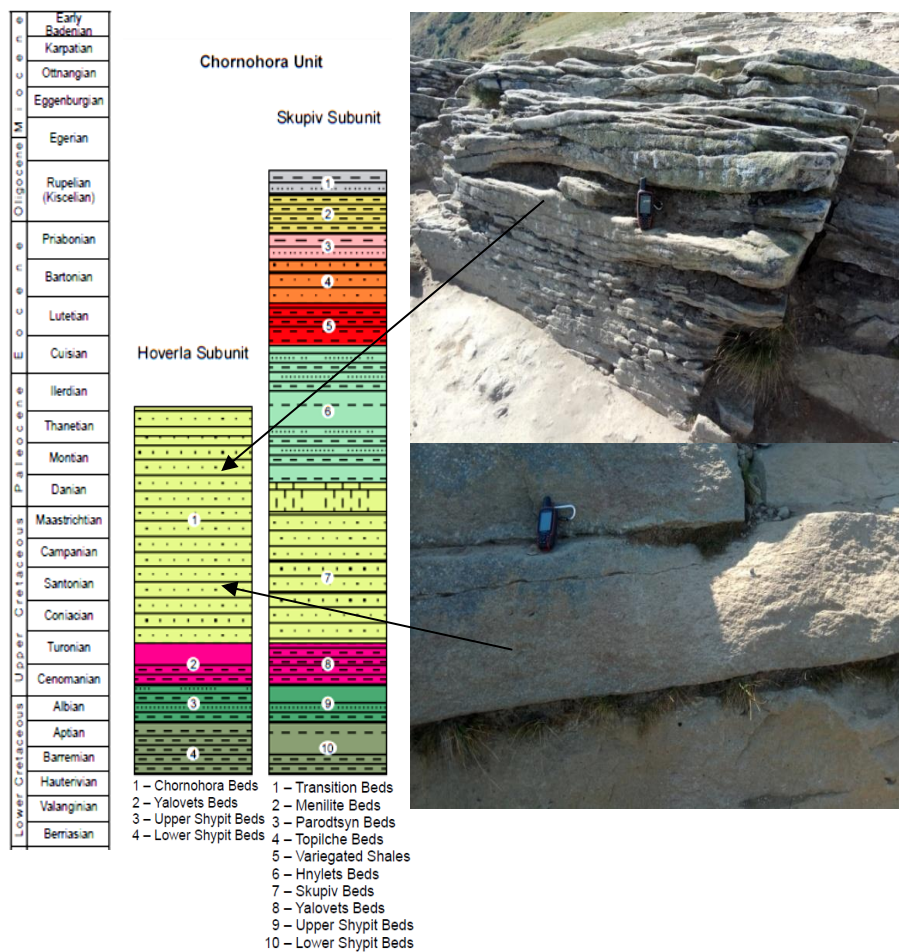 Early
Badenian
Karpatian
Ottnangian
Eggenburgian
Egerian
Rupelian
(Kiscelian)
Priabonian
Bartonian
Lutetian
Cuisian
Ilerdian
Thanetian
Montian
Danian
Maastrichtian
Campanian
Santonian
Coniacian
Turonian
Cenomanian
Albian
Aptian
Barremian
Hauterivian
Valanginian
Berriasian
Miocene
Oligocene
Eocene
Paleocene
Upper Cretaceous
Lower Cretaceous
Chornohora Unit
Skupiv Subunit
1
2
3
4
5
6
7
8
9
10
Hoverla Subunit
1
2
3
4
1 – Chornohora Beds
2 – Yalovets Beds
3 – Upper Shypit Beds
4 – Lower Shypit Beds
1 – Transition Beds
2 – Menilite Beds
3 – Parodtsyn Beds
4 – Topilche Beds
5 – Variegated Shales
6 – Hnylets Beds
7 – Skupiv Beds
8 – Yalovets Beds
9 – Upper Shypit Beds
10 – Lower Shypit Beds